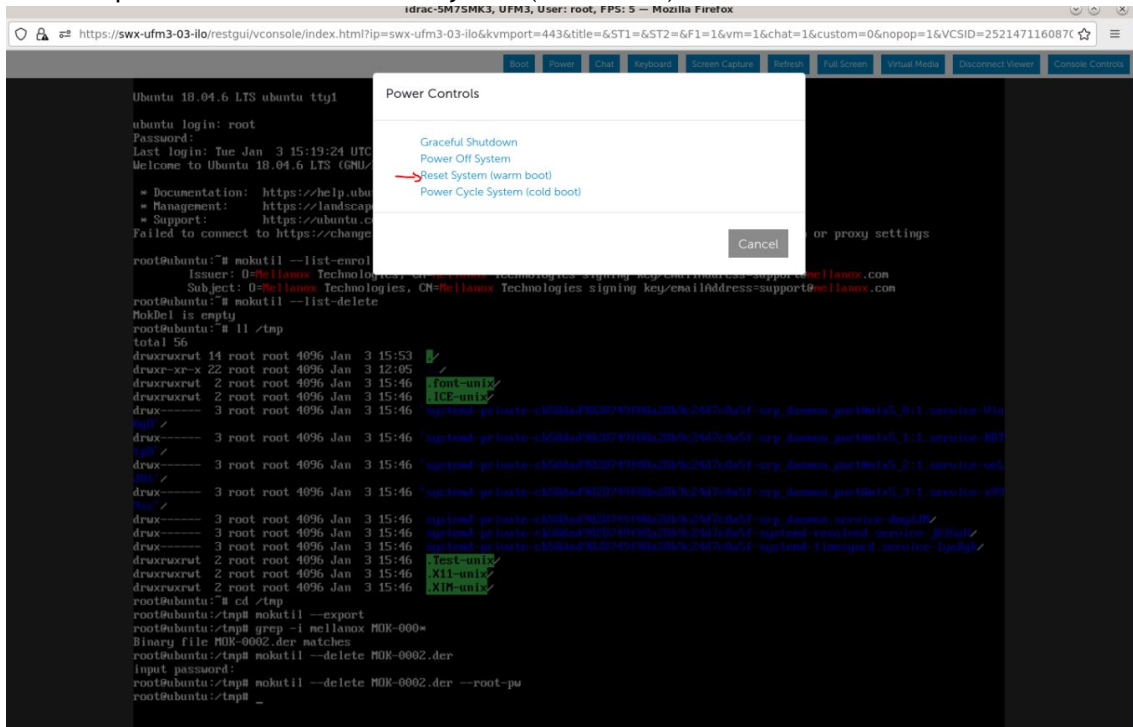 idrac-5M7SMK3, UFM3, User: root, FPS: 5 — Mozilla Firefox
https://swx-ufm3-03-ilo/restgui/vconsole/index.html?ip=swx-ufm3-03-ilo&kvmport=443&title=&ST1=&ST2=&F1=1&vm=1&chat=1&custom=0&nopop=1&VCSID=252147116087
Boot Power Chat Keyboard Screen Capture Refresh Full Screen Virtual Media Disconnect Viewer Console Controls
Power Controls
Graceful Shutdown
Power Off System
Reset System (warm boot)
Power Cycle System (cold boot)
Cancel
Ubuntu 18.04.6 LTS ubuntu tty1
ubuntu login: root
Password:
Last login: Tue Jan 3 15:19:24 UTC
Welcome to Ubuntu 18.04.6 LTS (GNU/
* Documentation: https://help.ubu
* Management: https://landscap
* Support: https://ubuntu.c
Failed to connect to https://change or proxy settings
root@ubuntu:~# mokutil --list-enrol
Issuer: O=Mellanox Technologies, CN=Mellanox Technologies signing key/emailAddress=support@mellanox.com
Subject: O=Mellanox Technologies, CN=Mellanox Technologies signing key/emailAddress=support@mellanox.com
root@ubuntu:~# mokutil --list-delete
MokDel is empty
root@ubuntu:~# ll /tmp
total 56
drwxrwxrwt 14 root root 4096 Jan 3 15:53 ./
drwxr-xr-x 22 root root 4096 Jan 3 12:05 /
drwxrwxrwt 2 root root 4096 Jan 3 15:46 .font-unix/
drwxrwxrwt 2 root root 4096 Jan 3 15:46 .ICE-unix/
drwx------ 3 root root 4096 Jan 3 15:46
drwx------ 3 root root 4096 Jan 3 15:46
drwx------ 3 root root 4096 Jan 3 15:46
drwx------ 3 root root 4096 Jan 3 15:46
drwx------ 3 root root 4096 Jan 3 15:46
drwx------ 3 root root 4096 Jan 3 15:46
drwx------ 3 root root 4096 Jan 3 15:46
drwxrwxrwt 2 root root 4096 Jan 3 15:46 .Test-unix/
drwxrwxrwt 2 root root 4096 Jan 3 15:46 .X11-unix/
drwxrwxrwt 2 root root 4096 Jan 3 15:46 .XIM-unix/
root@ubuntu:~# cd /tmp
root@ubuntu:/tmp# mokutil --export
root@ubuntu:/tmp# grep -i mellanox MOK-000*
Binary file MOK-0002.der matches
root@ubuntu:/tmp# mokutil --delete MOK-0002.der
input password:
root@ubuntu:/tmp# mokutil --delete MOK-0002.der --root-pw
root@ubuntu:/tmp# _